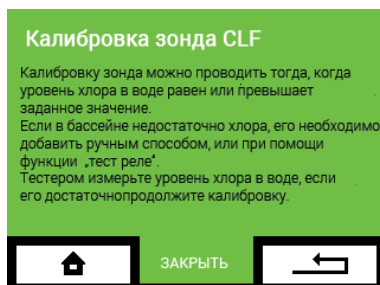 Калибровка зонда CLF
Калибровку зонда можно проводить тогда, когда
уровень хлора в воде равен или превышает
заданное значение.
Если в бассейне недостаточно хлора, его необходимо
добавить ручным способом, или при помощи
функции „тест реле“.
Тестером измерьте уровень хлора в воде, если
его достаточнопродолжите калибровку.
ЗАКРЫТЬ